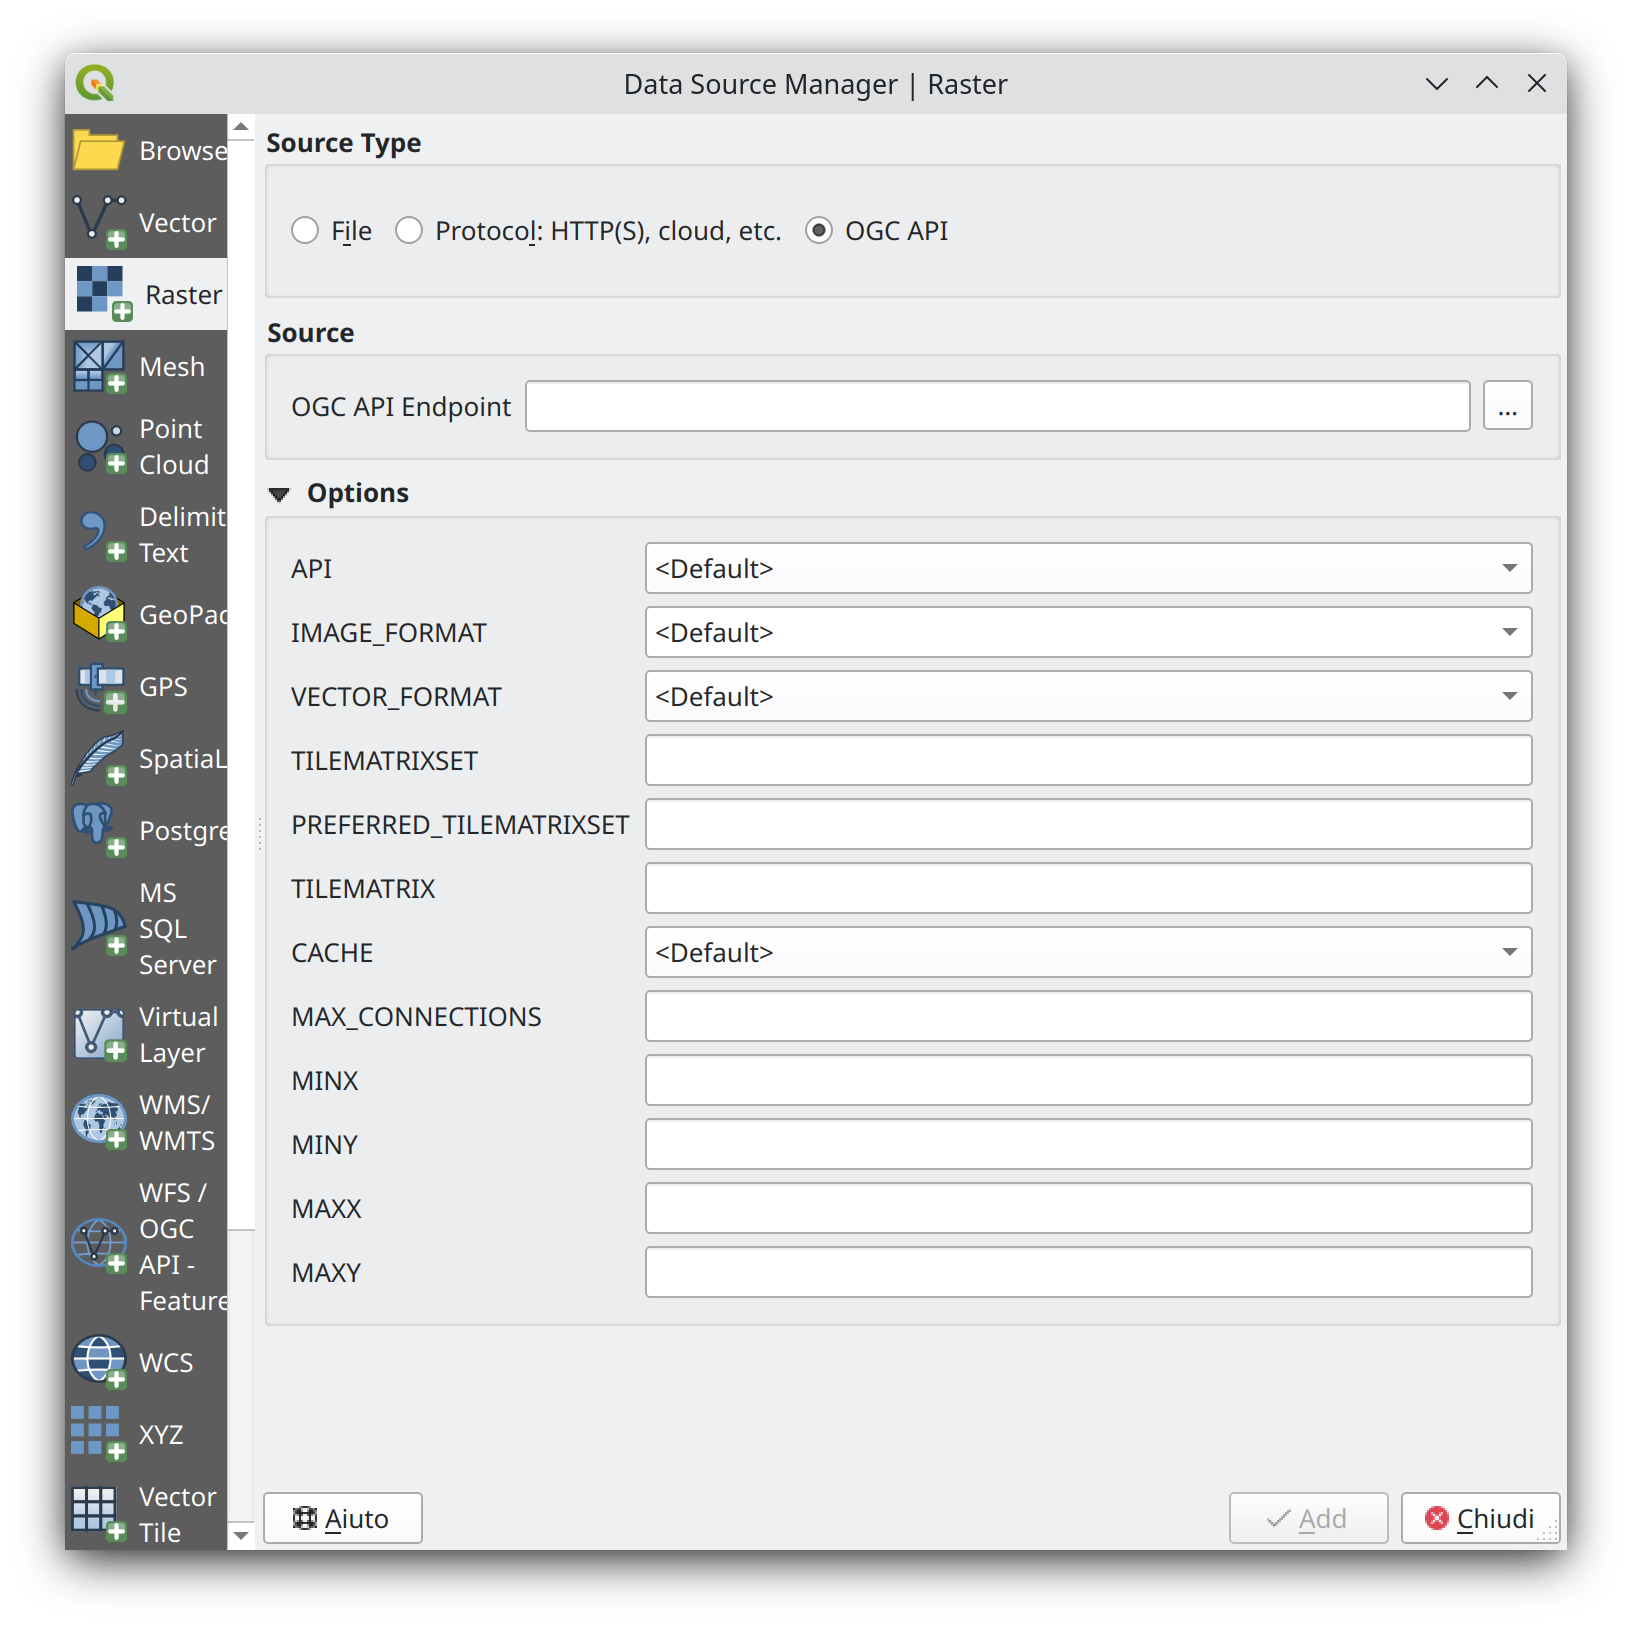 Data Source Manager | Raster
Browse
Vector
Raster
Mesh
Point
Cloud
Delimit
Text
GeoPac
GPS
SpatiaL
Postgre
MS
SQL
Server
Virtual
Layer
WMS/
WMTS
WFS /
OGC
API -
Feature
WCS
XYZ
Vector
Tile
Source Type
File Protocol: HTTP(S), cloud, etc. OGC API
Source
OGC API Endpoint ...
Options
API <Default>
IMAGE_FORMAT <Default>
VECTOR_FORMAT <Default>
TILEMATRIXSET
PREFERRED_TILEMATRIXSET
TILEMATRIX
CACHE <Default>
MAX_CONNECTIONS
MINX
MINY
MAXX
MAXY
Aiuto Add Chiudi